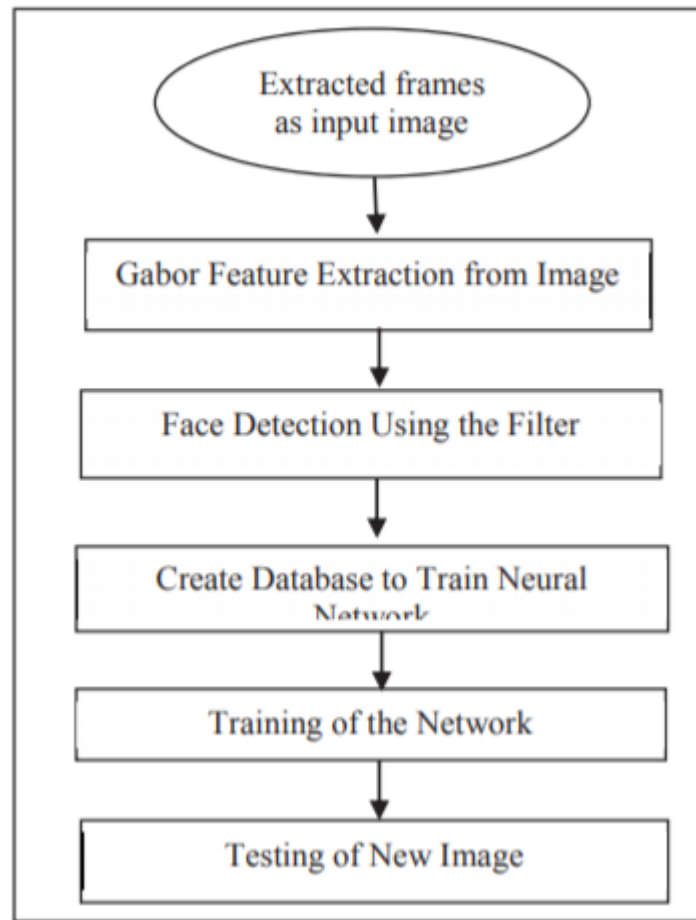 Extracted frames
as input image
Gabor Feature Extraction from Image
Face Detection Using the Filter
Create Database to Train Neural
Network
Training of the Network
Testing of New Image